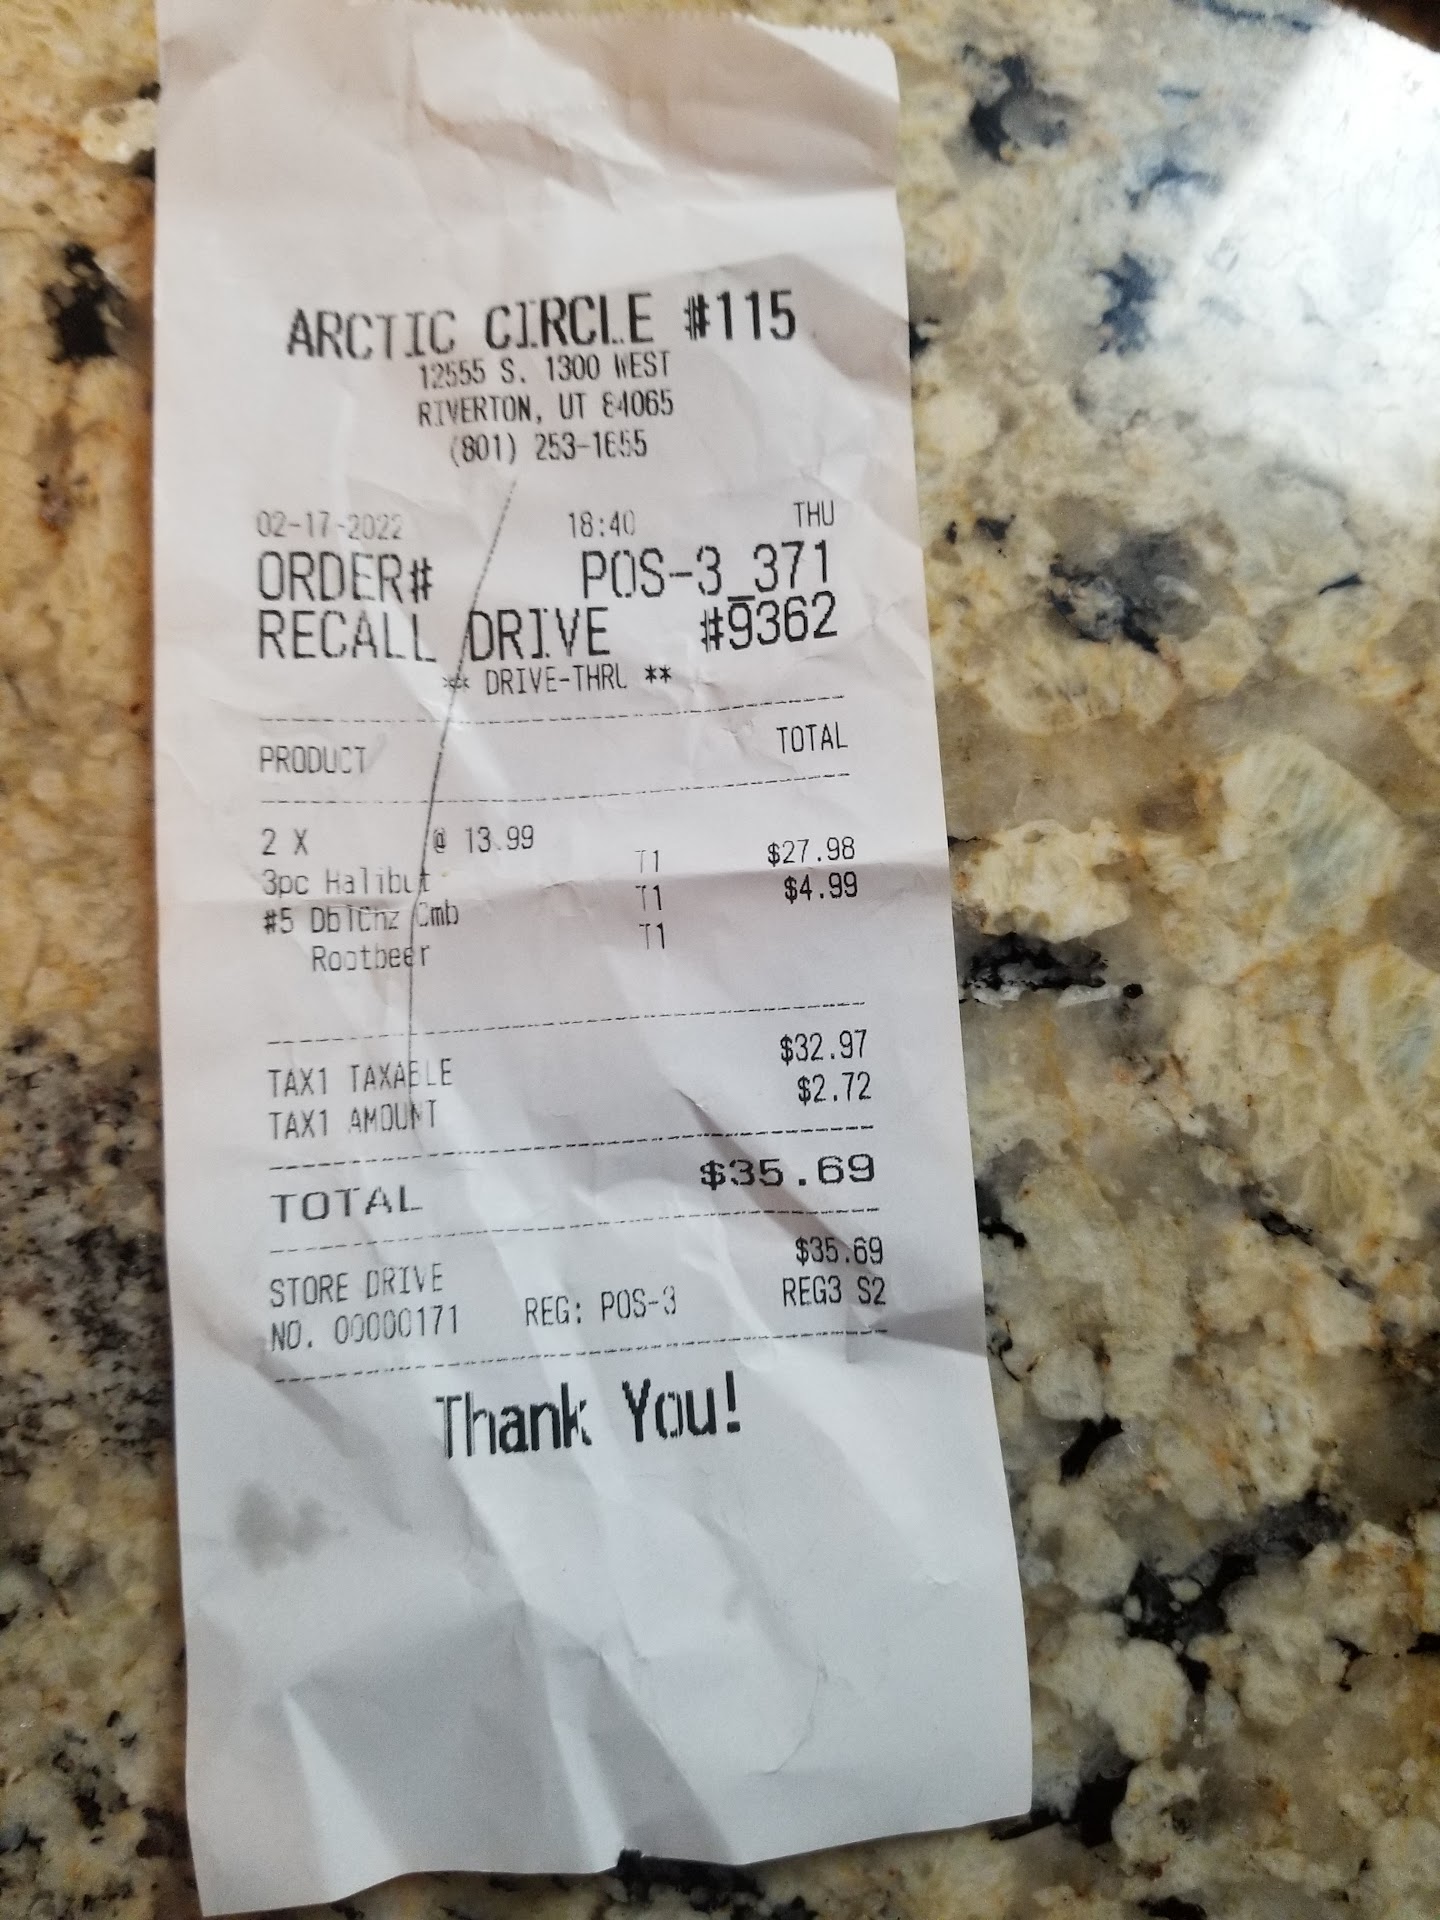 ARCTIC CIRCLE #115
12555 S. 1300 WEST
RIVERTON, UT 84065
(801) 253-1655
02-17-2022 18:40 THU
ORDER# POS-3_371
RECALL DRIVE #9362
** DRIVE-THRU **
PRODUCT TOTAL
2 X @ 13.99
3pc Halibut T1 $27.98
#5 DblChz Cmb T1 $4.99
Rootbeer T1
TAX1 TAXABLE $32.97
TAX1 AMOUNT $2.72
TOTAL $35.69
STORE DRIVE $35.69
NO. 00000171 REG: POS-3 REG3 S2
Thank You!